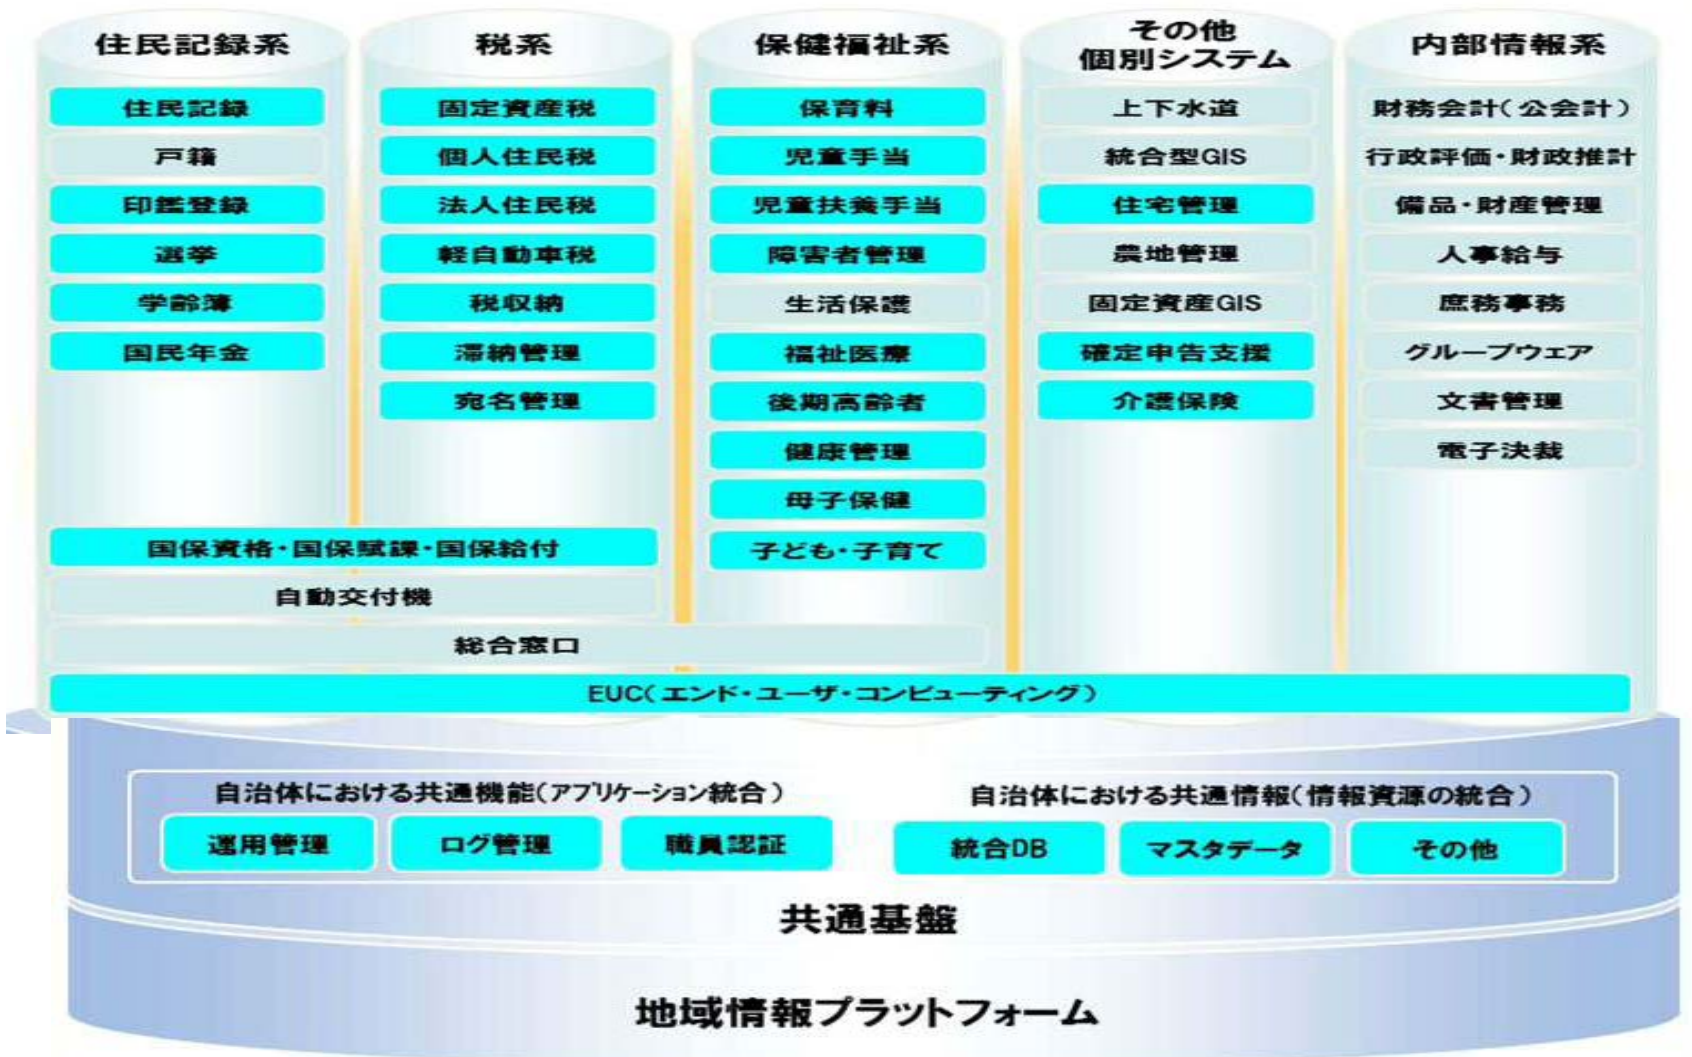 住民記録系
住民記録
戸籍
印鑑登録
選挙
学齢簿
国民年金
税系
固定資産税
個人住民税
法人住民税
軽自動車税
税収納
滞納管理
宛名管理
国保資格・国保賦課・国保給付
自動交付機
保健福祉系
保育料
児童手当
児童扶養手当
障害者管理
生活保護
福祉医療
後期高齢者
健康管理
母子保健
子ども・子育て
総合窓口
その他
個別システム
上下水道
統合型GIS
住宅管理
農地管理
固定資産GIS
確定申告支援
介護保険
内部情報系
財務会計(公会計)
行政評価・財政推計
備品・財産管理
人事給与
庶務事務
グループウェア
文書管理
電子決裁
EUC(エンド・ユーザ・コンピューティング)
自治体における共通機能(アプリケーション統合)
運用管理
ログ管理
職員認証
自治体における共通情報(情報資源の統合)
統合DB
マスタデータ
その他
共通基盤
地域情報プラットフォーム